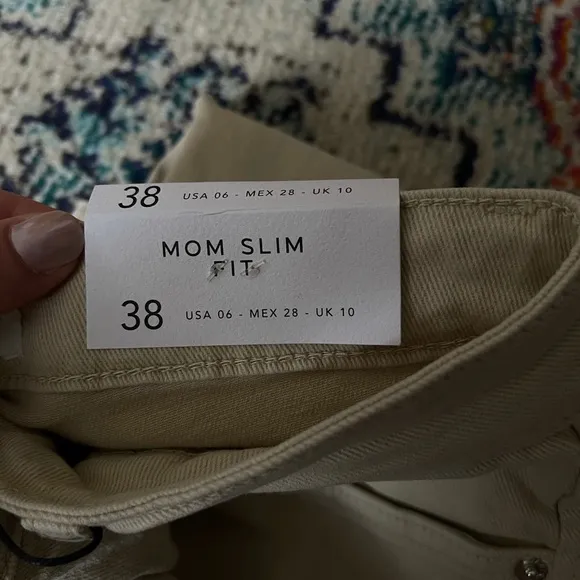 38 USA 06 - MEX 28 - UK 10
MOM SLIM
FIT
38 USA 06 - MEX 28 - UK 10